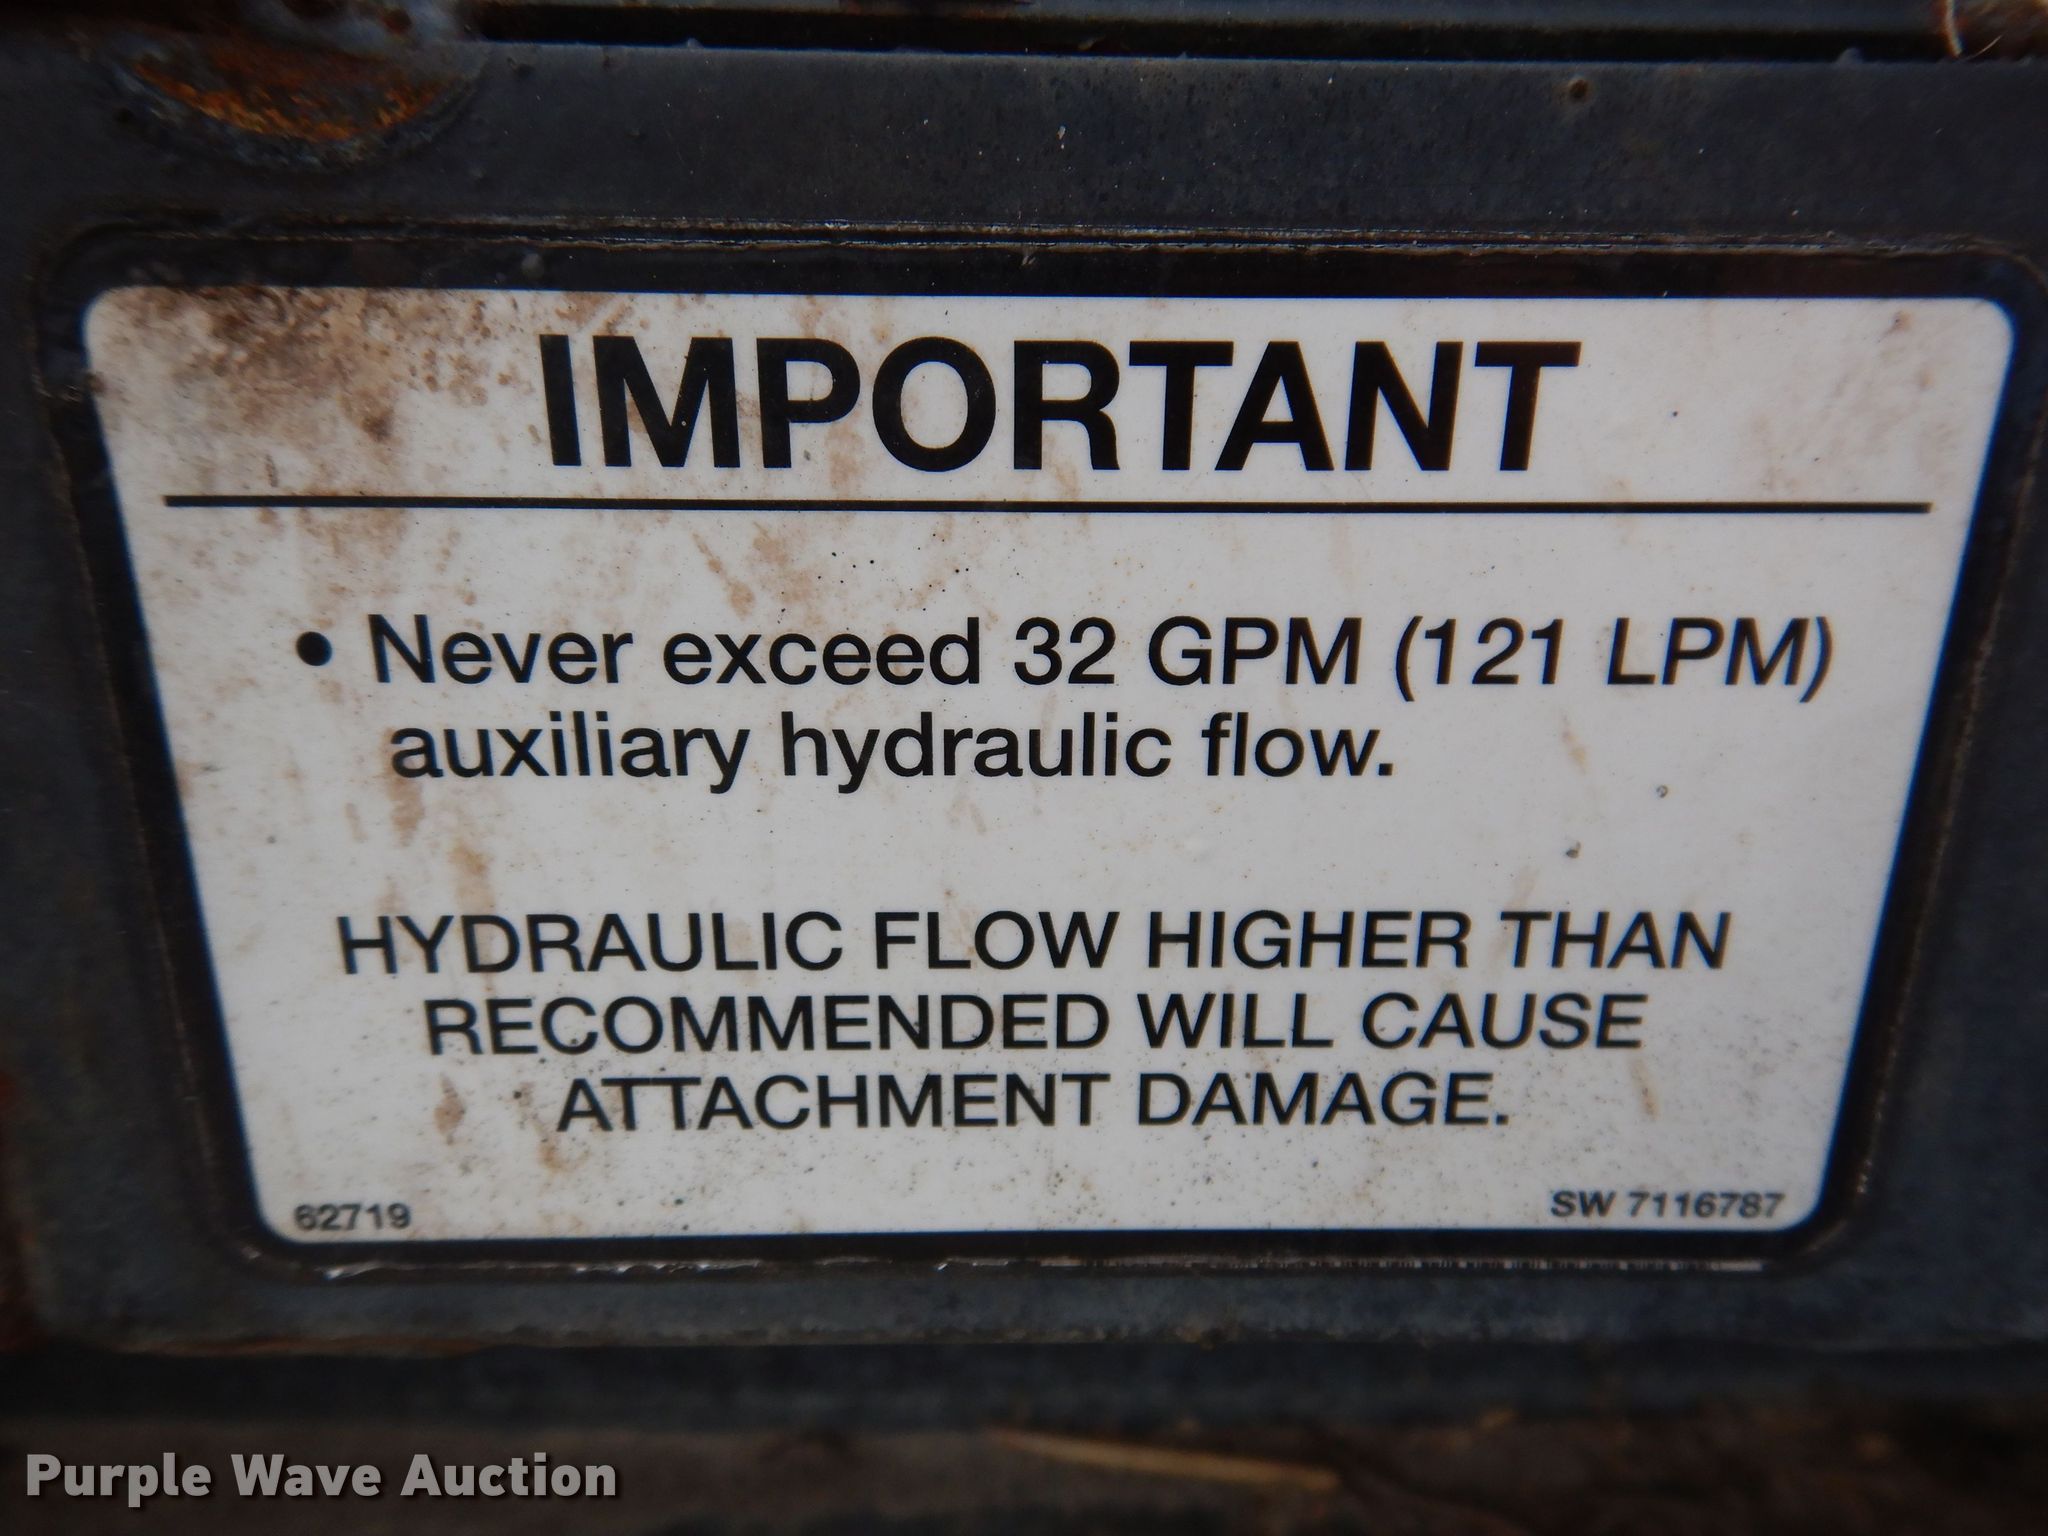 IMPORTANT
• Never exceed 32 GPM (121 LPM)
auxiliary hydraulic flow.
HYDRAULIC FLOW HIGHER THAN
RECOMMENDED WILL CAUSE
ATTACHMENT DAMAGE.
62719
SW 7116787
Purple Wave Auction